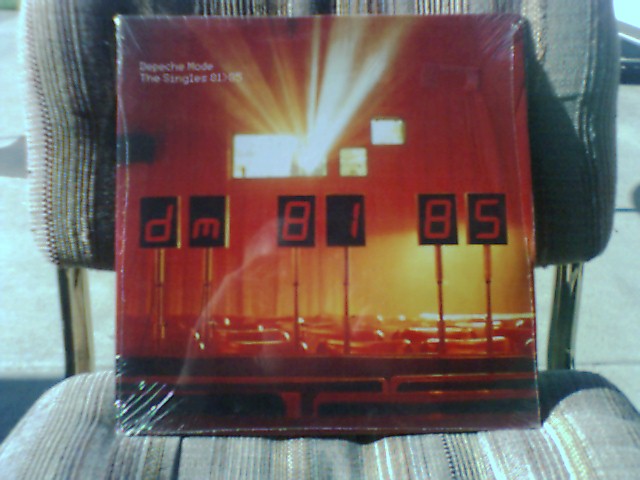 Depeche Mode
The Singles 81>85
dm 81 85